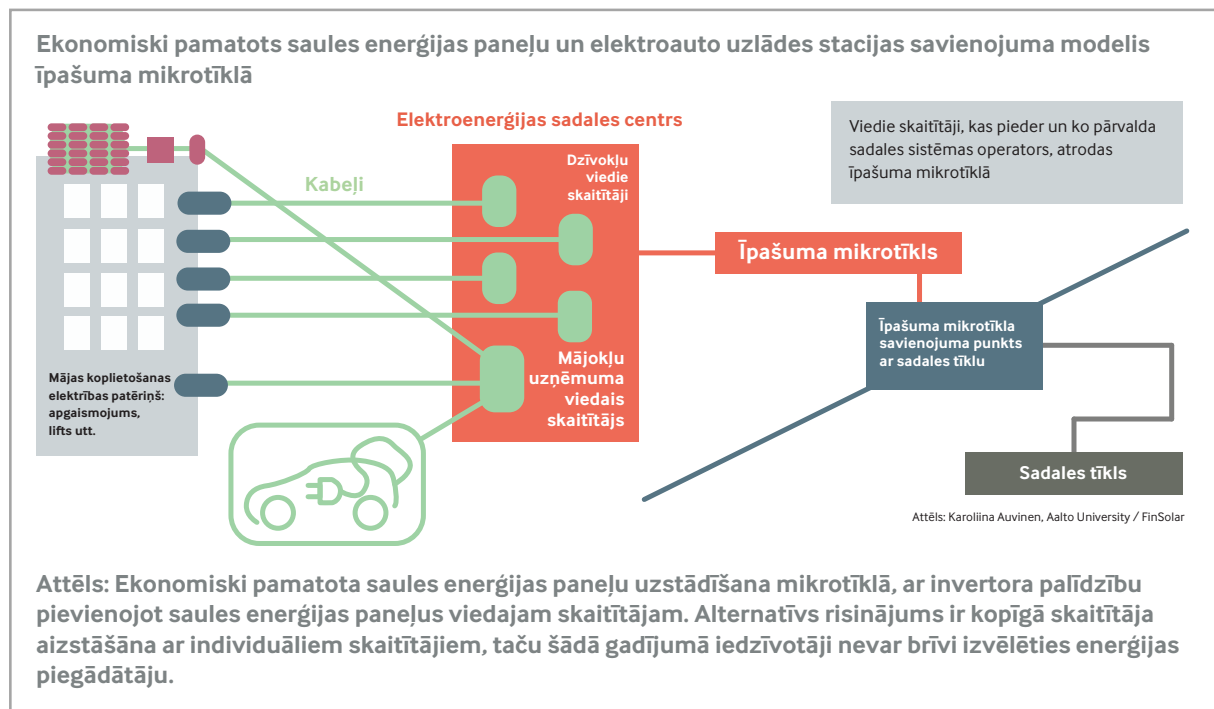 Ekonomiski pamatots saules enerģijas paneļu un elektroauto uzlādes stacijas savienojuma modelis
īpašuma mikrotīklā
Elektroenerģijas sadales centrs
Viedie skaitītāji, kas pieder un ko pārvalda
sadales sistēmas operators, atrodas
īpašuma mikrotīklā
Dzīvokļu
viedie
skaitītāji
Kabeļi
Īpašuma mikrotīkls
Īpašuma mikrotīkla
savienojuma punkts
ar sadales tīklu
Mājokļu
uzņēmuma
viedais
skaitītājs
Mājas koplietošanas
elektrības patēriņš:
apgaismojums,
lifts utt.
Sadales tīkls
Attēls: Karoliina Auvinen, Aalto University / FinSolar
Attēls: Ekonomiski pamatota saules enerģijas paneļu uzstādīšana mikrotīklā, ar invertora palīdzību
pievienojot saules enerģijas paneļus viedajam skaitītājam. Alternatīvs risinājums ir kopīgā skaitītāja
aizstāšāna ar individuāliem skaitītājiem, taču šādā gadījumā iedzīvotāji nevar brīvi izvēlēties enerģijas
piegādātāju.